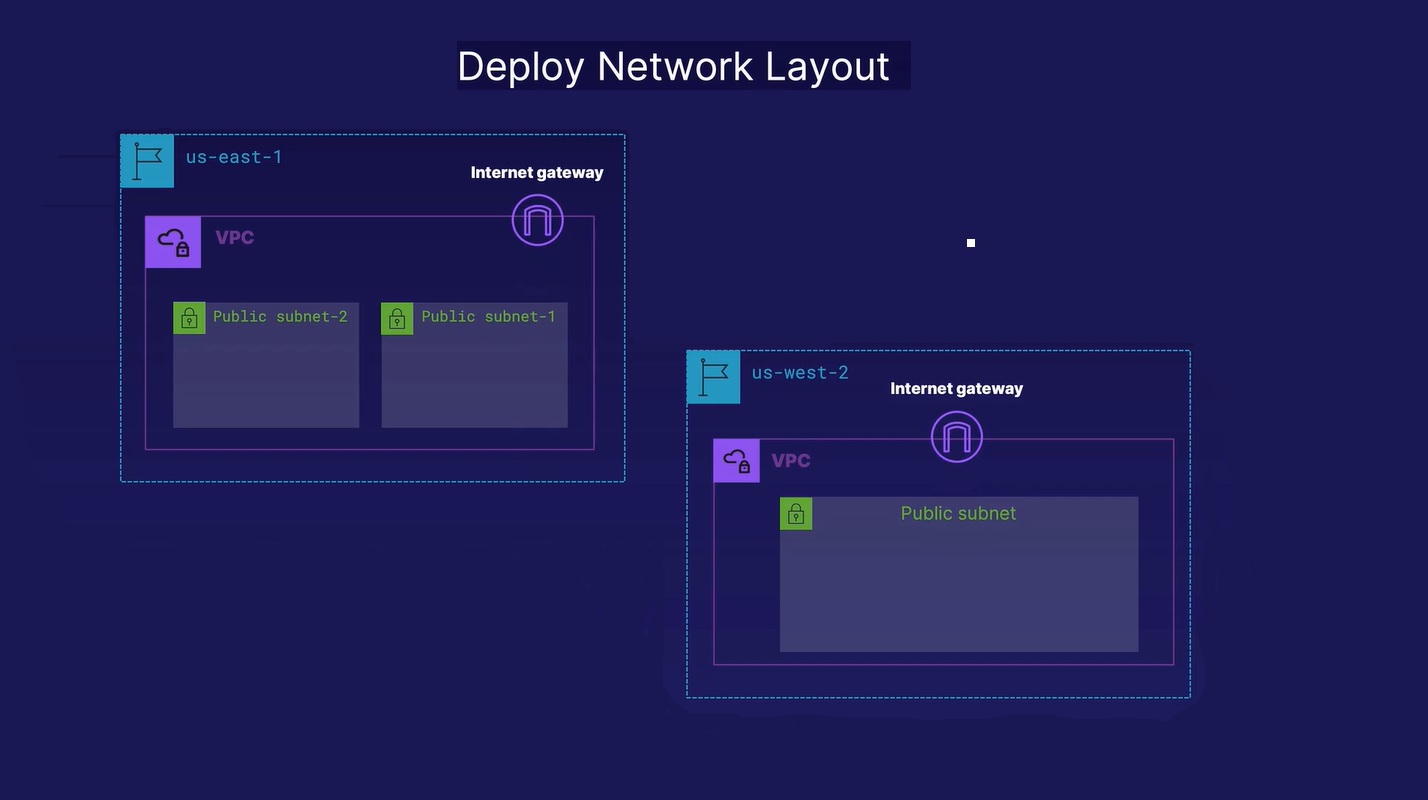 Deploy Network Layout
us-east-1
Internet gateway
VPC
Public subnet-2
Public subnet-1
us-west-2
Internet gateway
VPC
Public subnet